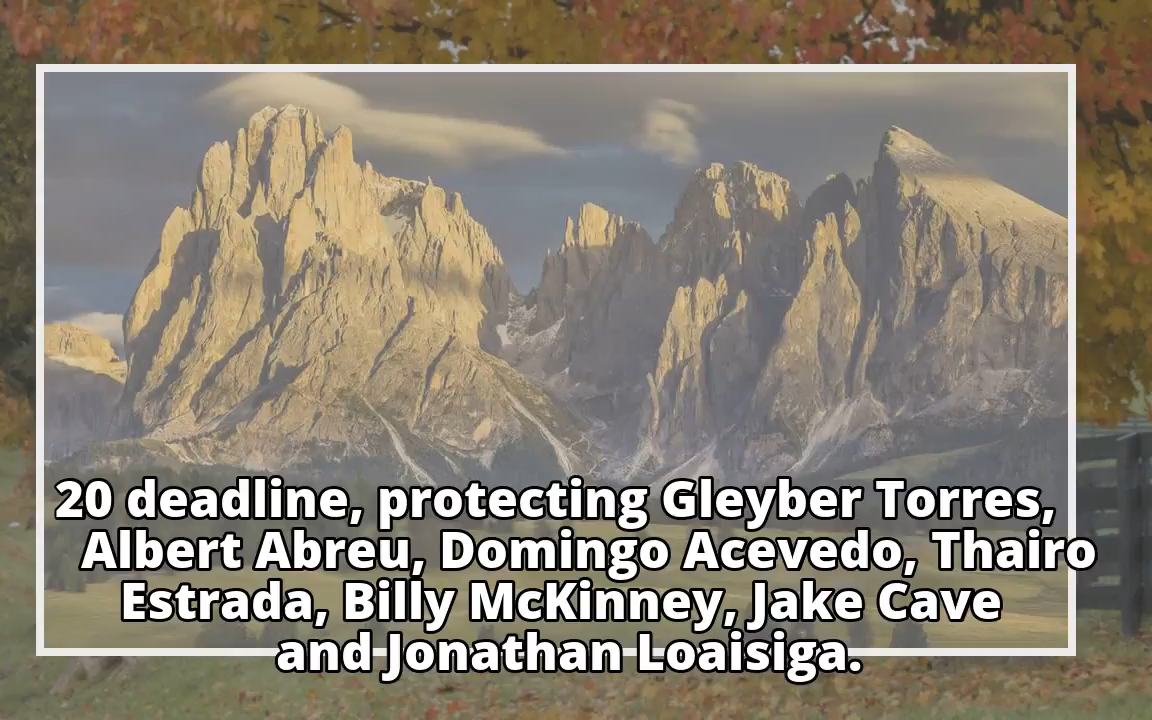 20 deadline, protecting Gleyber Torres,
Albert Abreu, Domingo Acevedo, Thairo
Estrada, Billy McKinney, Jake Cave
and Jonathan Loaisiga.